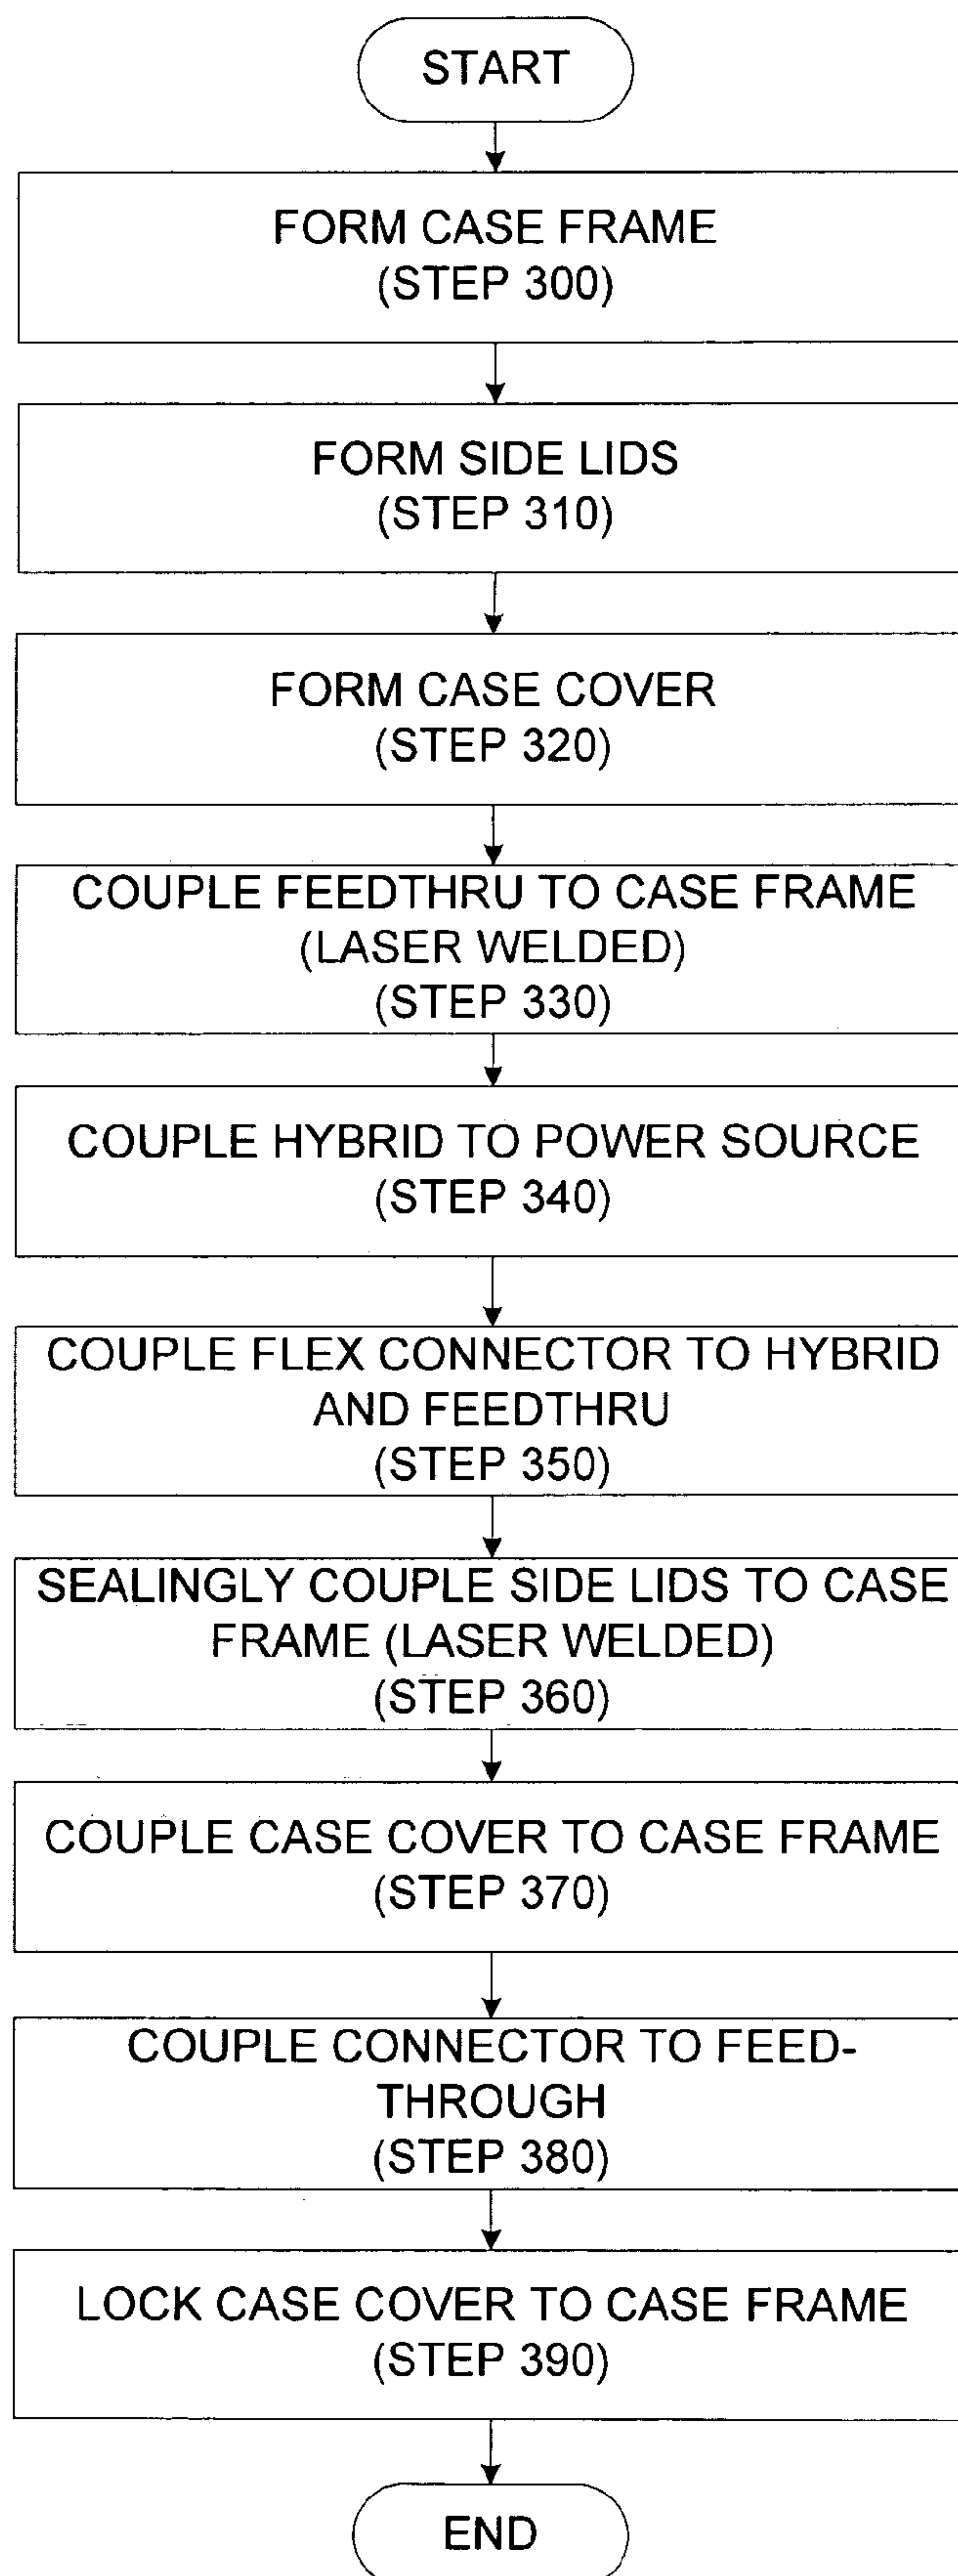 START
FORM CASE FRAME
(STEP 300)
FORM SIDE LIDS
(STEP 310)
FORM CASE COVER
(STEP 320)
COUPLE FEEDTHRU TO CASE FRAME
(LASER WELDED)
(STEP 330)
COUPLE HYBRID TO POWER SOURCE
(STEP 340)
COUPLE FLEX CONNECTOR TO HYBRID
AND FEEDTHRU
(STEP 350)
SEALINGLY COUPLE SIDE LIDS TO CASE
FRAME (LASER WELDED)
(STEP 360)
COUPLE CASE COVER TO CASE FRAME
(STEP 370)
COUPLE CONNECTOR TO FEED-
THROUGH
(STEP 380)
LOCK CASE COVER TO CASE FRAME
(STEP 390)
END